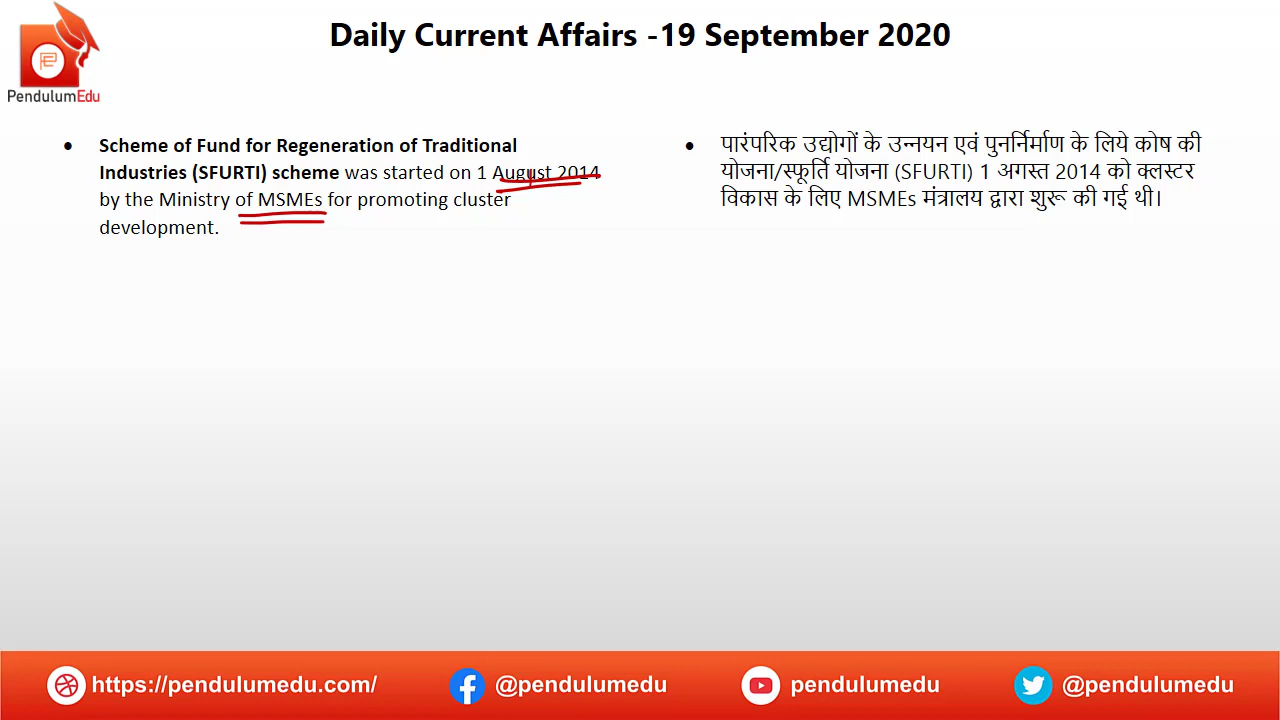 Daily Current Affairs -19 September 2020
PendulumEdu
• Scheme of Fund for Regeneration of Traditional
Industries (SFURTI) scheme was started on 1 August 2014
by the Ministry of MSMEs for promoting cluster
development.
• पारंपरिक उद्योगों के उन्नयन एवं पुनर्निर्माण के लिये कोष की
योजना/स्फूर्ति योजना (SFURTI) 1 अगस्त 2014 को क्लस्टर
विकास के लिए MSMEs मंत्रालय द्वारा शुरू की गई थी।
https://pendulumedu.com/
@pendulumedu
pendulumedu
@pendulumedu